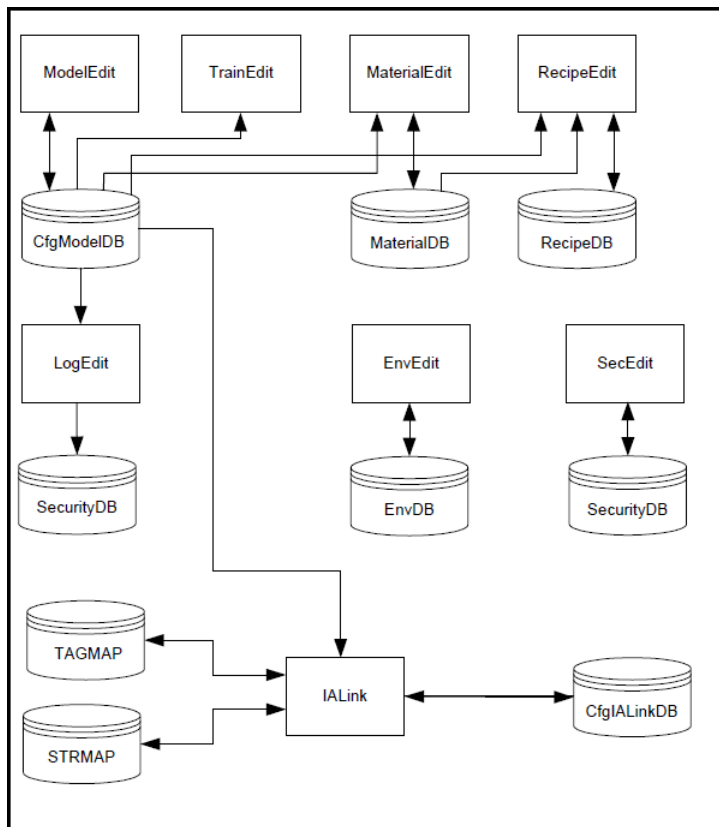 ModelEdit
TrainEdit
MaterialEdit
RecipeEdit
CfgModelDB
MaterialDB
RecipeDB
LogEdit
EnvEdit
SecEdit
SecurityDB
EnvDB
SecurityDB
TAGMAP
IALink
CfgIALinkDB
STRMAP